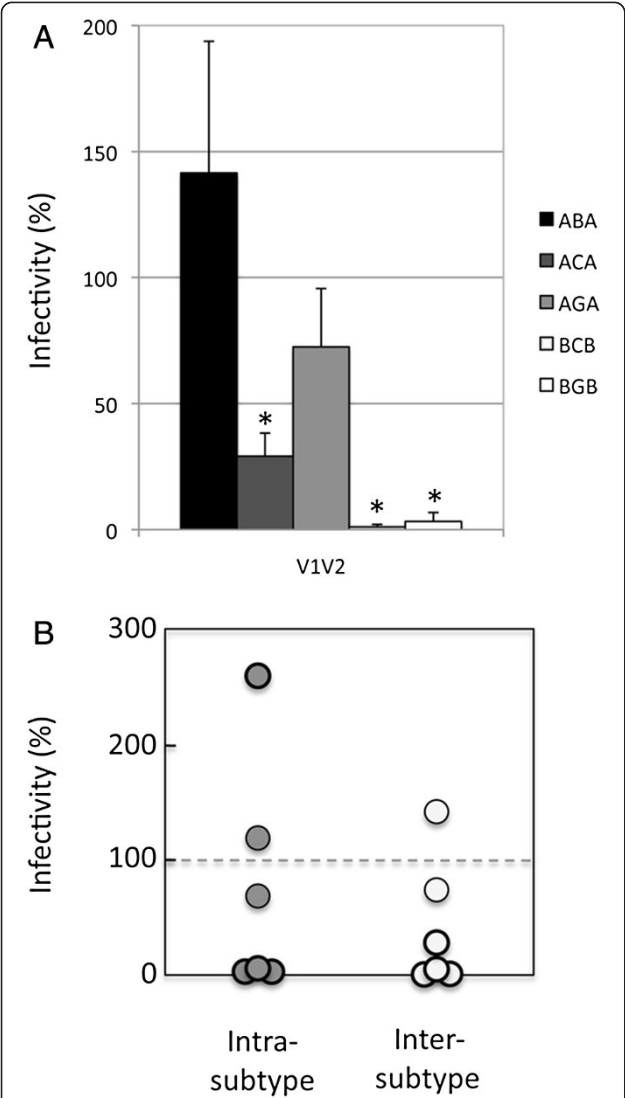 A
200
150
100
50
0
Infectivity (%)
*
*
*
V1V2
ABA
ACA
AGA
BCB
BGB
B
300
200
100
0
Infectivity (%)
Intra-
subtype
Inter-
subtype